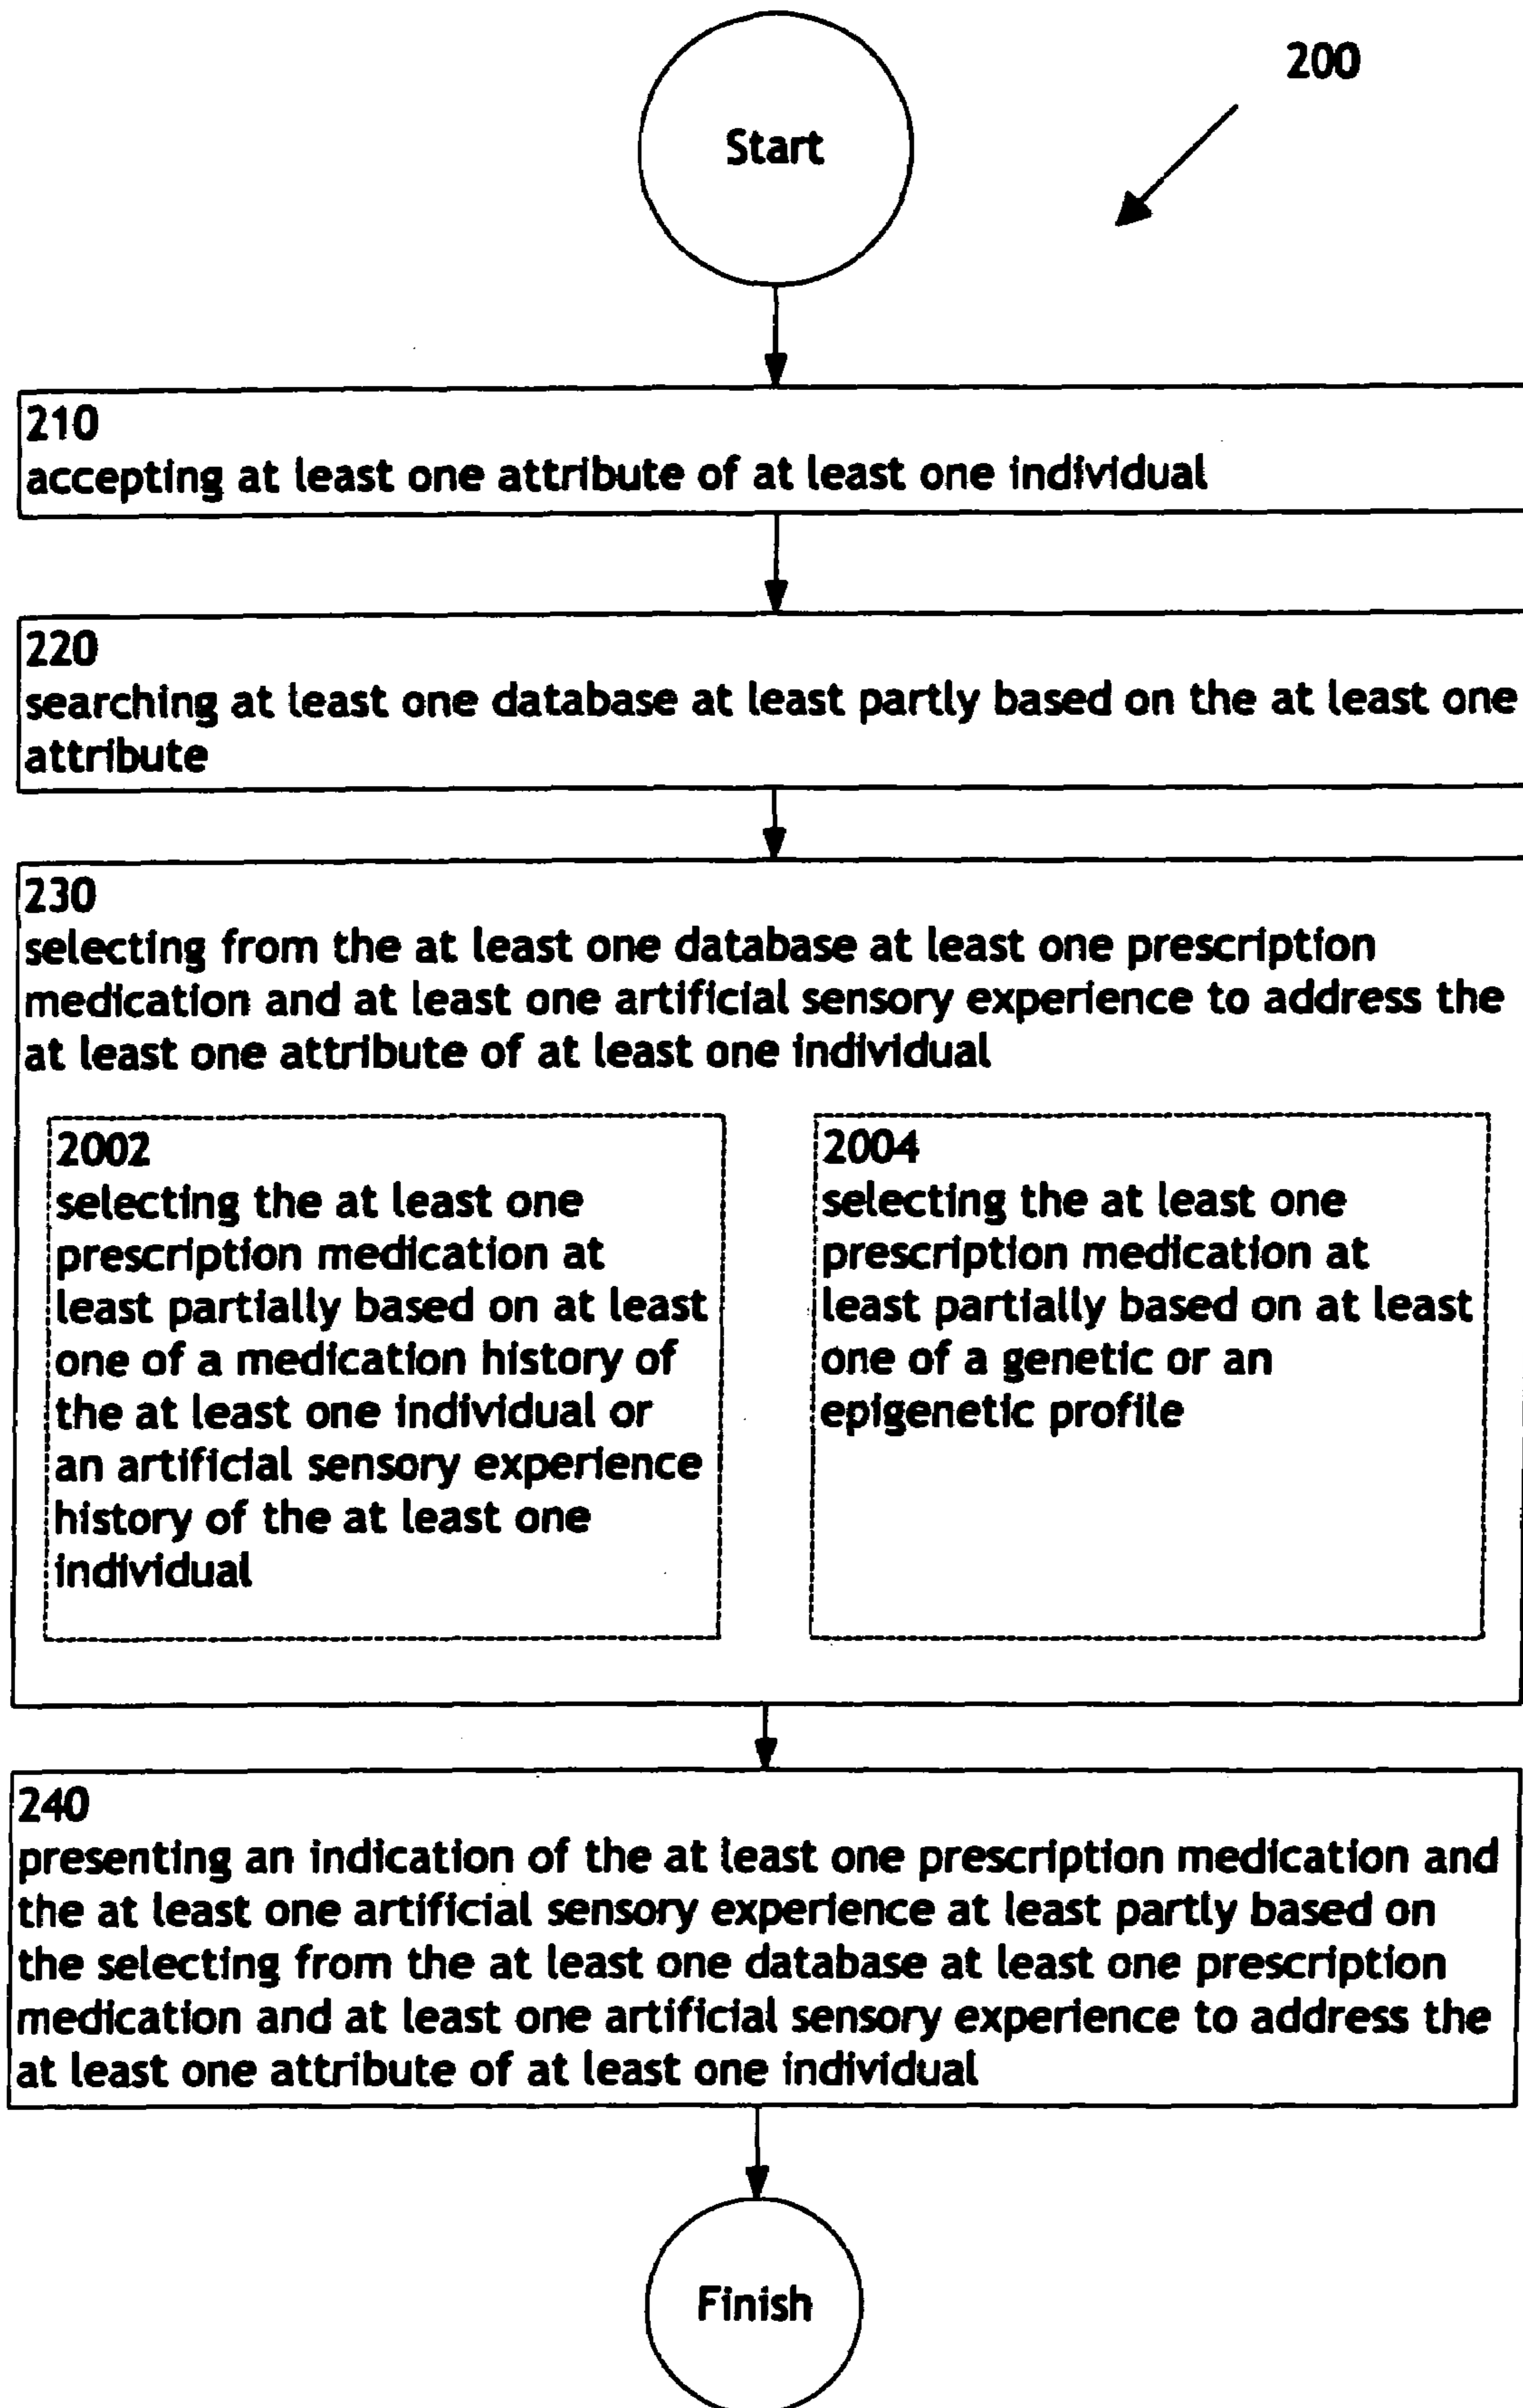 200
Start
210
accepting at least one attribute of at least one individual
220
searching at least one database at least partly based on the at least one
attribute
230
selecting from the at least one database at least one prescription
medication and at least one artificial sensory experience to address the
at least one attribute of at least one individual
2002
selecting the at least one
prescription medication at
least partially based on at least
one of a medication history of
the at least one individual or
an artificial sensory experience
history of the at least one
individual
2004
selecting the at least one
prescription medication at
least partially based on at least
one of a genetic or an
epigenetic profile
240
presenting an indication of the at least one prescription medication and
the at least one artificial sensory experience at least partly based on
the selecting from the at least one database at least one prescription
medication and at least one artificial sensory experience to address the
at least one attribute of at least one individual
Finish